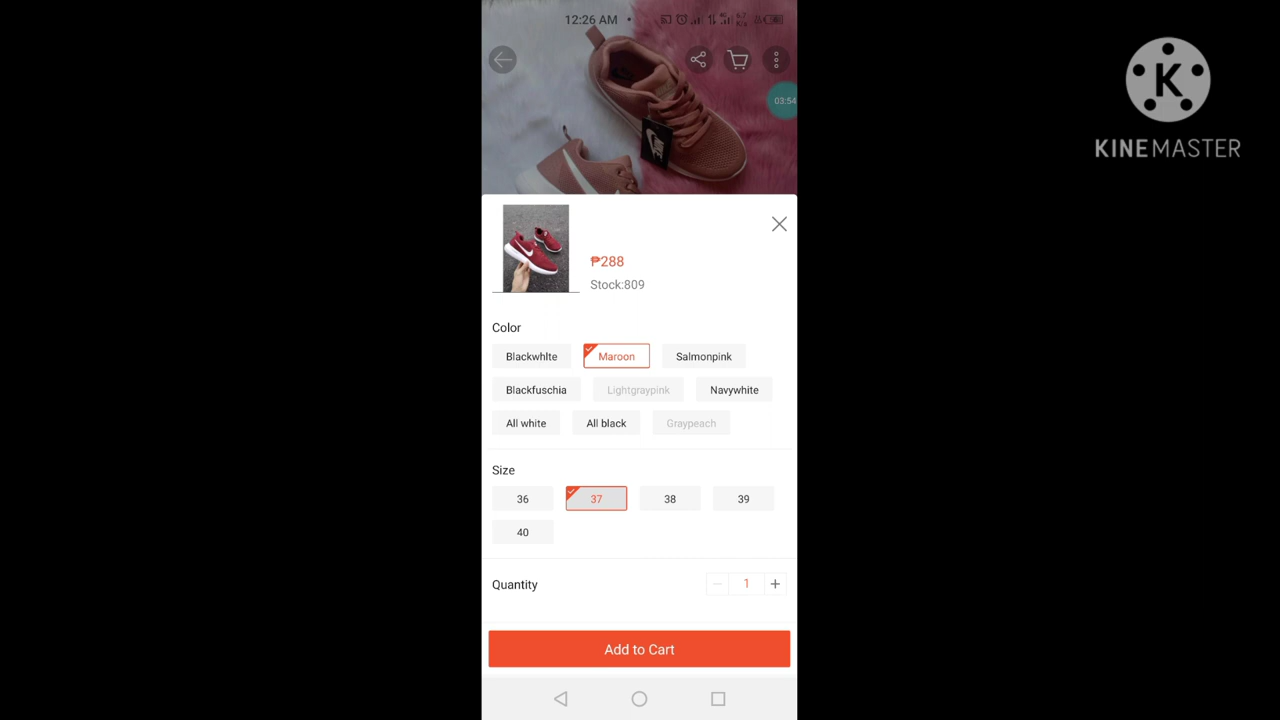 12:26 AM
03:54
K
KINEMASTER
₱288
Stock:809
Color
Blackwhlte
Maroon
Salmonpink
Blackfuschia
Lightgraypink
Navywhite
All white
All black
Graypeach
Size
36
37
38
39
40
Quantity
1
Add to Cart